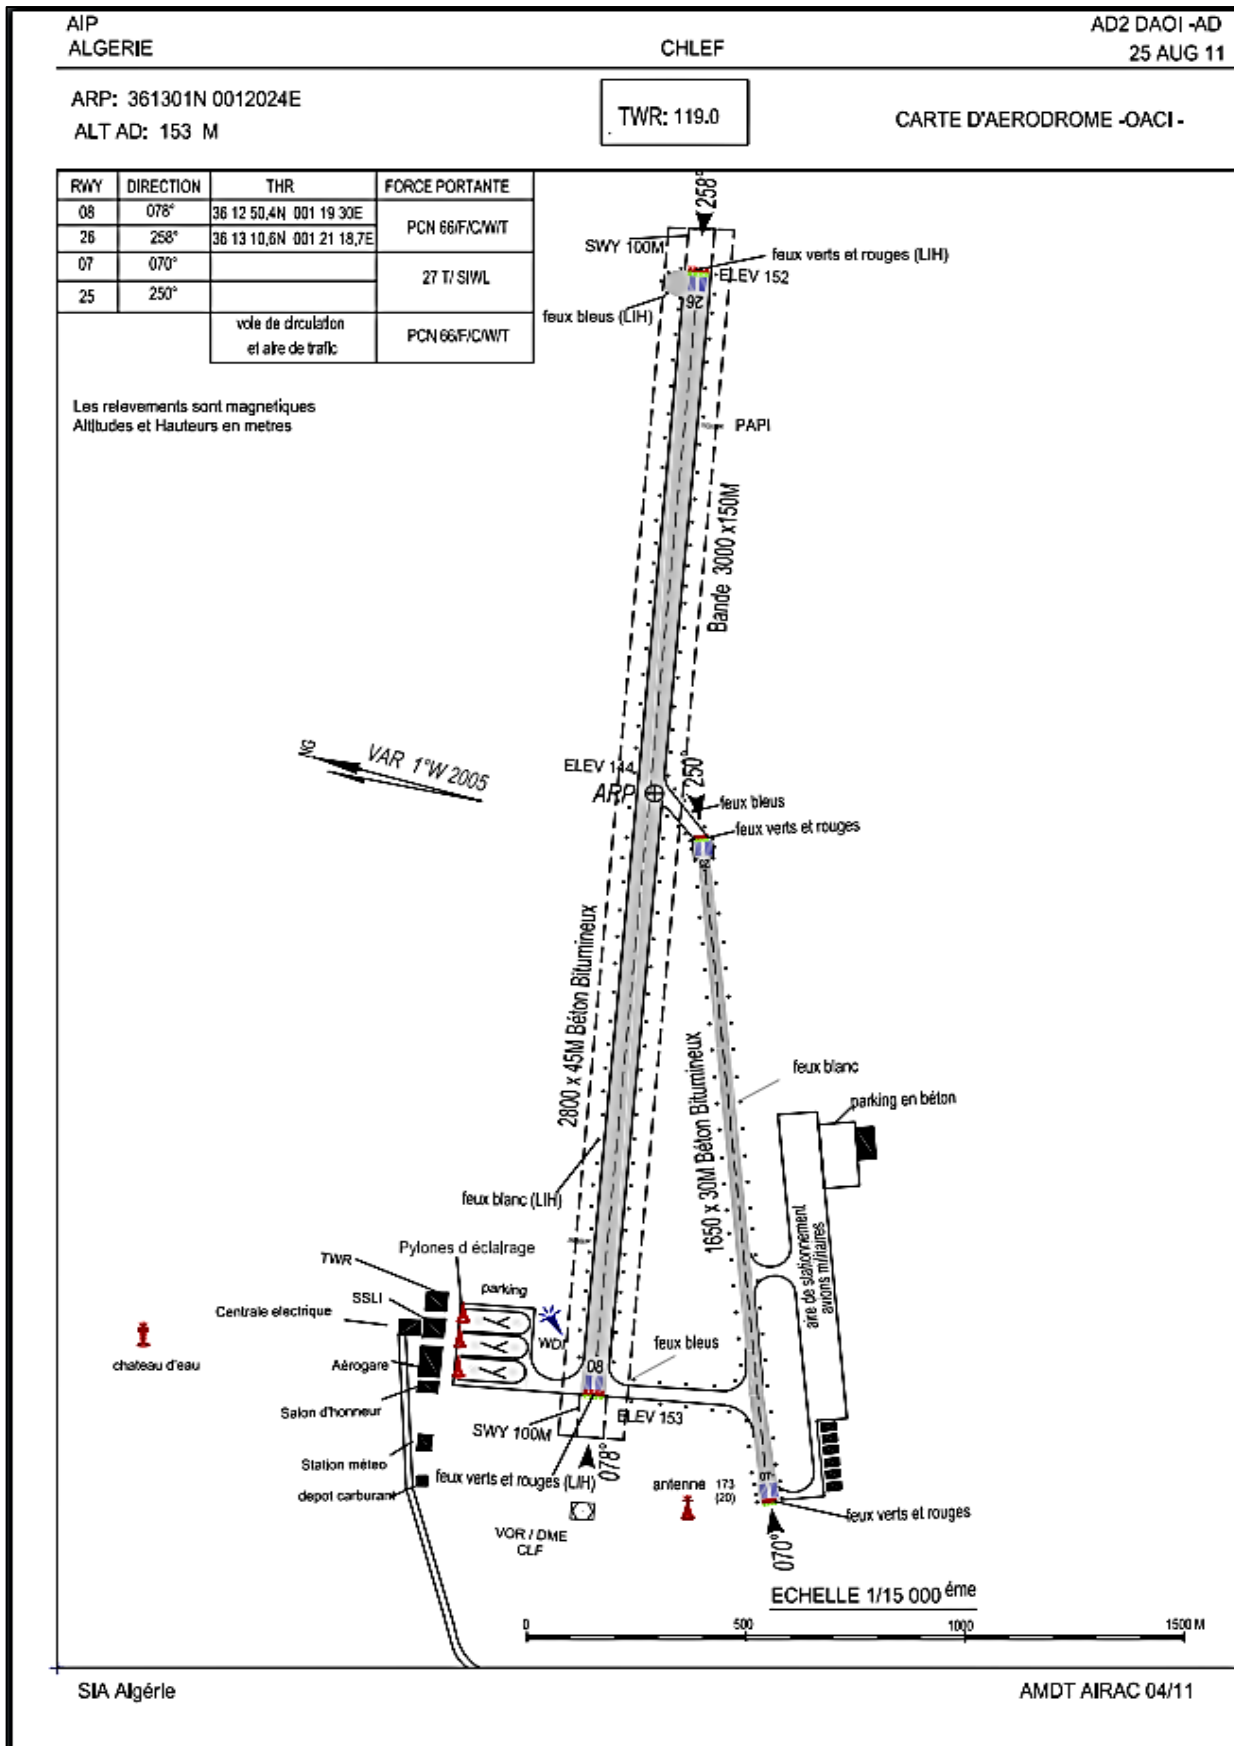 AIP
ALGERIE
CHLEF
AD2 DAOI -AD
25 AUG 11
ARP: 361301N 0012024E
ALT AD: 153 M
TWR: 119.0
CARTE D'AERODROME -OACI -
RWY DIRECTION THR FORCE PORTANTE
08 078° 36 12 50,4N 001 19 30E PCN 66/F/C/W/T
26 258° 36 13 10,6N 001 21 18,7E
07 070° 27 T/ SIWL
25 250°
voie de circulation
et aire de trafic
PCN 66/F/C/W/T
Les relevements sont magnetiques
Altitudes et Hauteurs en metres
258°
SWY 100M
feux verts et rouges (LIH)
ELEV 152
26
feux bleus (LIH)
PAPI
Bande 3000 x150M
NG
VAR 1°W 2005
ELEV 144
ARP
250°
feux bleus
feux verts et rouges
2800 x 45M Béton Bitumineux
1650 x 30M Béton Bitumineux
feux blanc
parking en béton
feux blanc (LIH)
aire de stationnement
avions militaires
Pylones d éclairage
TWR
parking
SSLI
Centrale electrique
WDI
chateau d'eau
Aérogare
feux bleus
08
Salon d'honneur
SWY 100M
ELEV 153
Station méteo
078°
feux verts et rouges (LIH)
depot carburant
antenne 173
(20)
07
feux verts et rouges
VOR / DME
CLF
070°
ECHELLE 1/15 000 éme
0 500 1000 1500 M
SIA Algérie
AMDT AIRAC 04/11